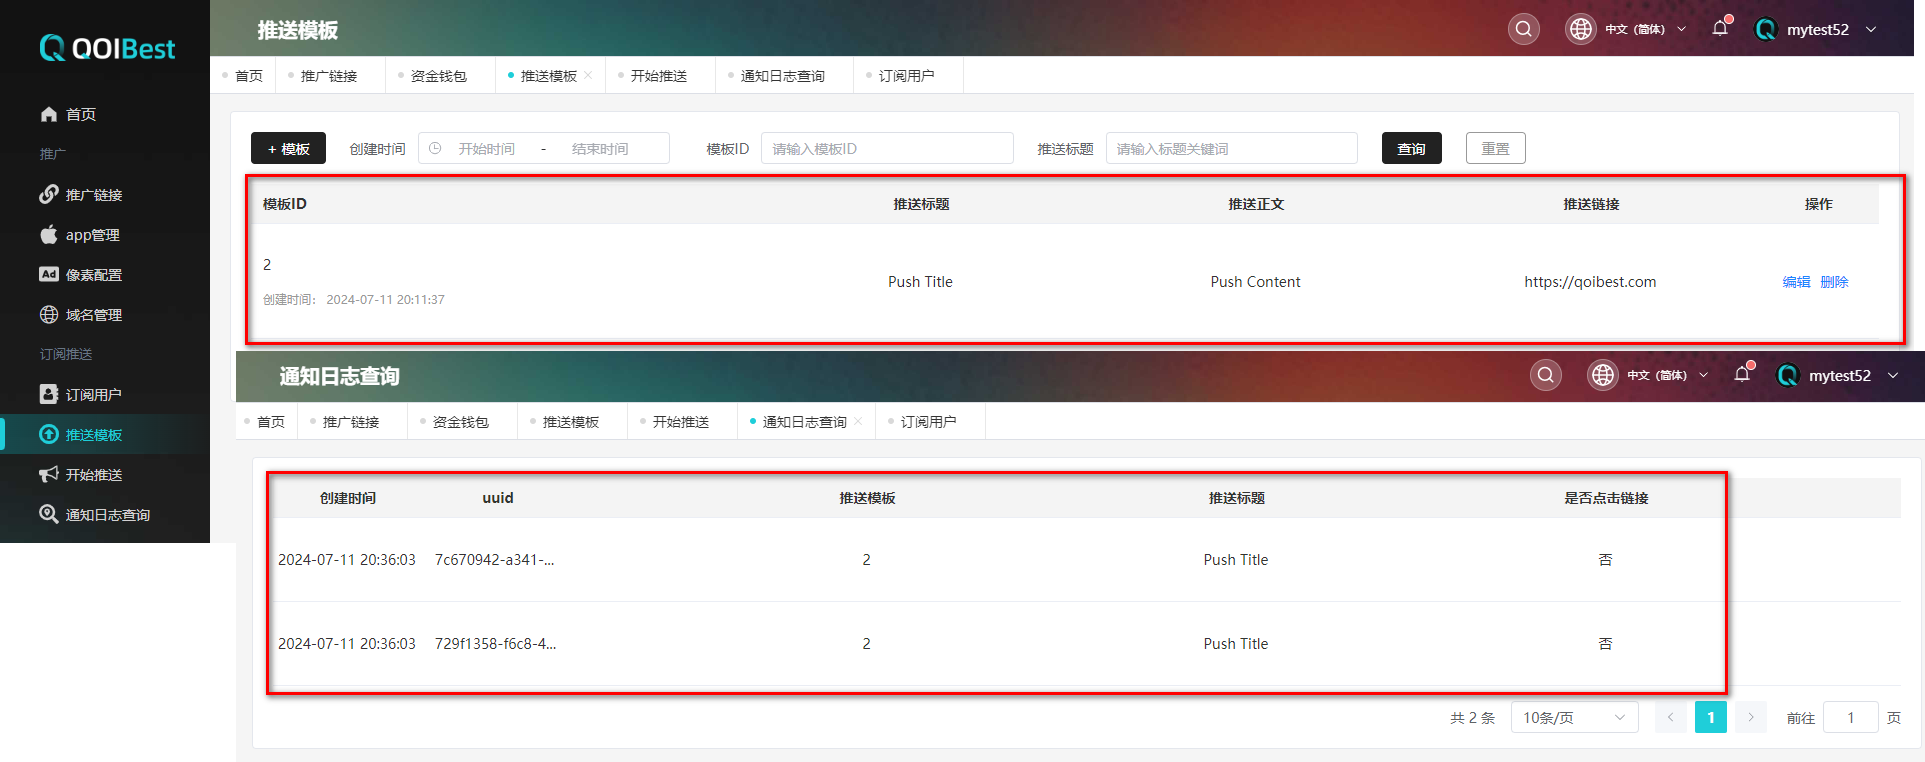 QOIBest
首页
推广
推广链接
app管理
Ad 像素配置
域名管理
订阅推送
订阅用户
推送模板
开始推送
通知日志查询
推送模板 中文（简体） mytest52
首页 推广链接 资金钱包 推送模板 开始推送 通知日志查询 订阅用户
+ 模板 创建时间 开始时间 - 结束时间 模板ID 请输入模板ID 推送标题 请输入标题关键词 查询 重置
模板ID 推送标题 推送正文 推送链接 操作
2
Push Title Push Content https://qoibest.com 编辑 删除
创建时间： 2024-07-11 20:11:37
通知日志查询 中文（简体） mytest52
首页 推广链接 资金钱包 推送模板 开始推送 通知日志查询 订阅用户
创建时间 uuid 推送模板 推送标题 是否点击链接
2024-07-11 20:36:03 7c670942-a341-... 2 Push Title 否
2024-07-11 20:36:03 729f1358-f6c8-4... 2 Push Title 否
共 2 条 10条/页 1 前往 1 页